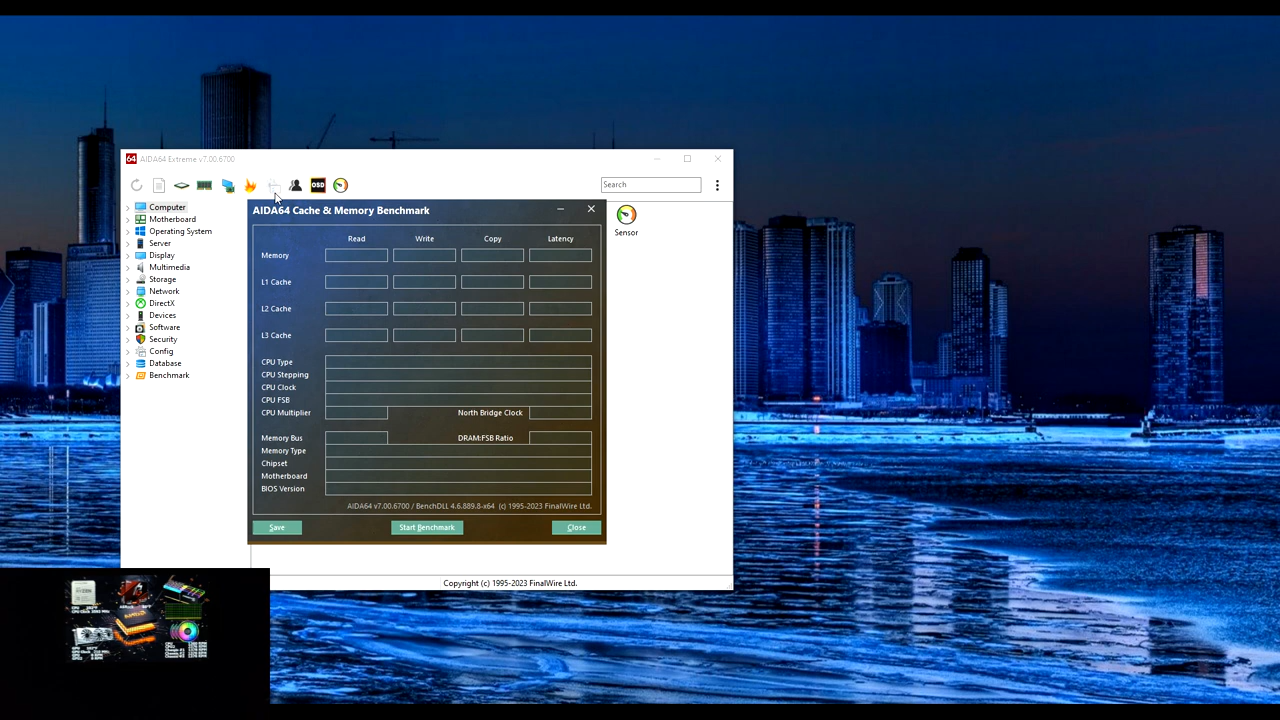 64 AIDA64 Extreme v7.00.6700
OSD
Search
Computer
Motherboard
Operating System
Server
Display
Multimedia
Storage
Network
DirectX
Devices
Software
Security
Config
Database
Benchmark
Sensor
AIDA64 Cache & Memory Benchmark
Read Write Copy Latency
Memory
L1 Cache
L2 Cache
L3 Cache
CPU Type
CPU Stepping
CPU Clock
CPU FSB
CPU Multiplier North Bridge Clock
Memory Bus DRAM:FSB Ratio
Memory Type
Chipset
Motherboard
BIOS Version
AIDA64 v7.00.6700 / BenchDLL 4.6.889.8-x64 (c) 1995-2023 FinalWire Ltd.
Save Start Benchmark Close
Copyright (c) 1995-2023 FinalWire Ltd.